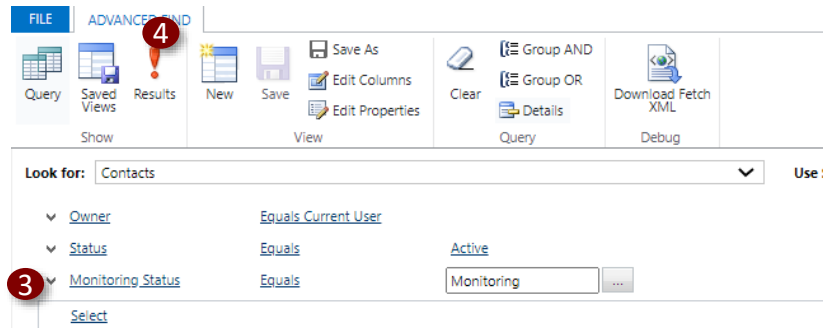 FILE ADVANCED FIND
4
Save As
Edit Columns
Edit Properties
Group AND
Group OR
Details
Query Saved Views Results New Save Clear Download Fetch XML
Show View Query Debug
Look for: Contacts Use
Owner Equals Current User
Status Equals Active
3 Monitoring Status Equals Monitoring ...
Select